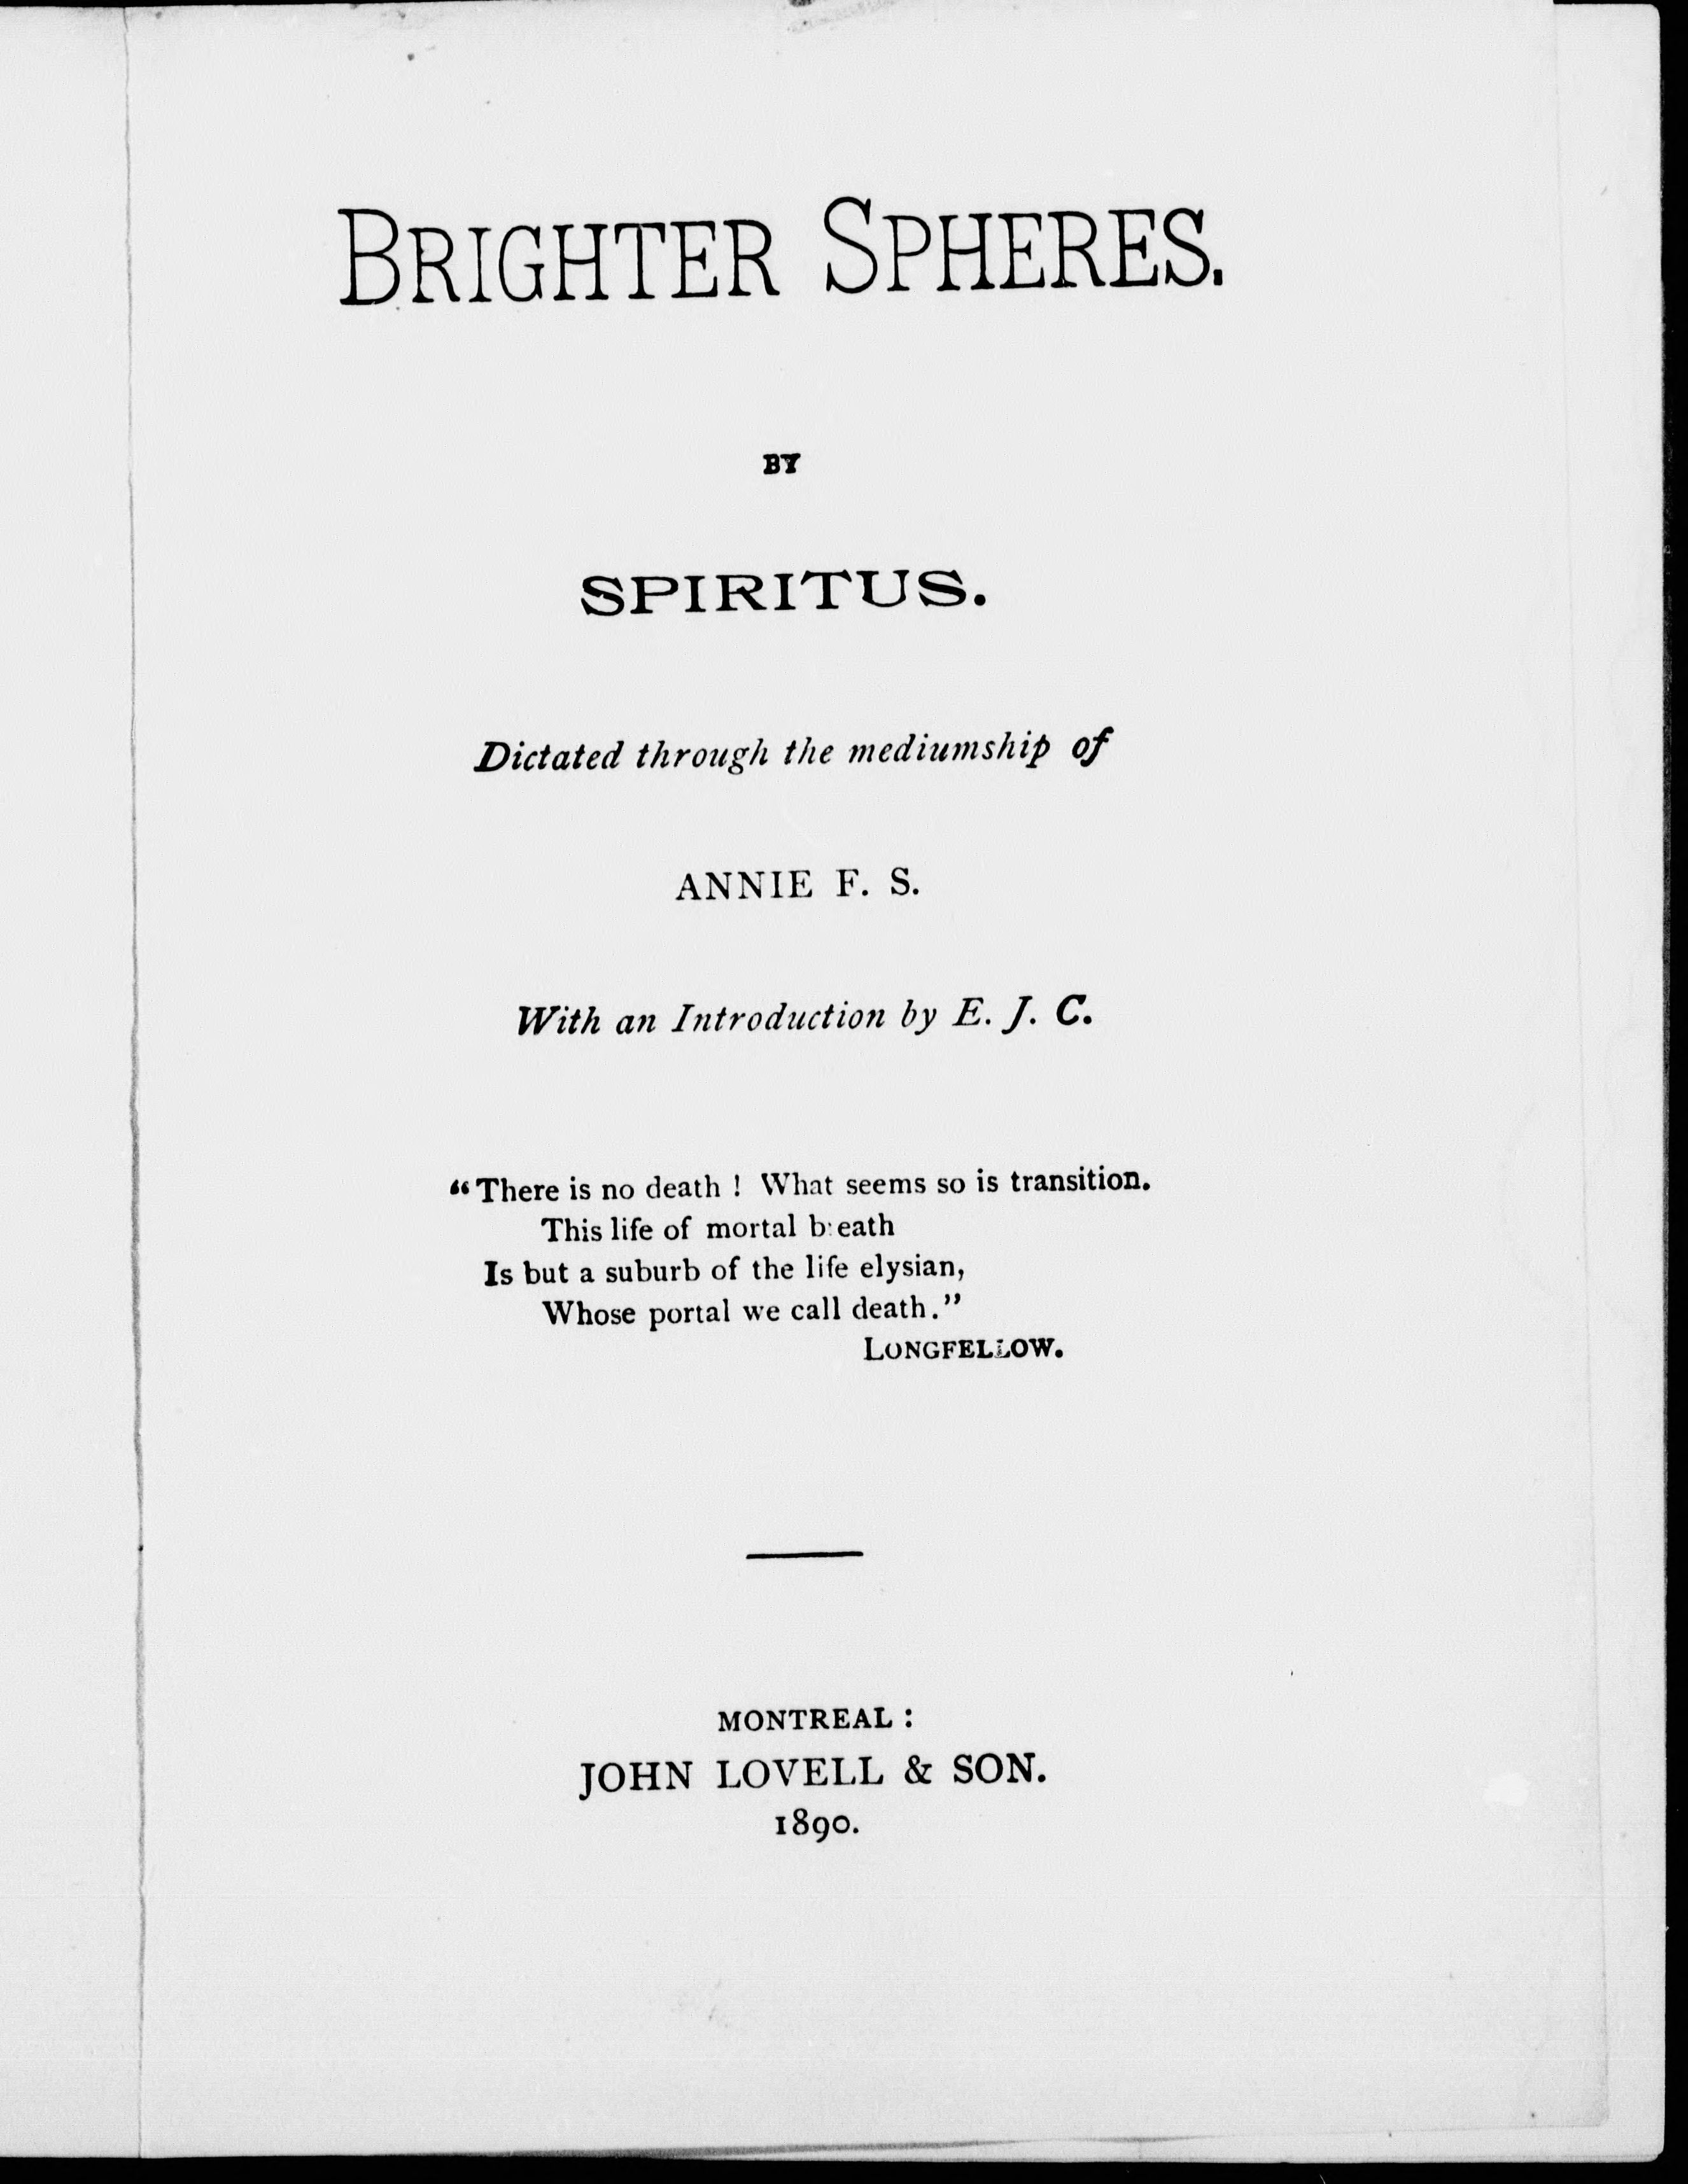 BRIGHTER SPHERES.
BY
SPIRITUS.
Dictated through the mediumship of
ANNIE F. S.
With an Introduction by E. J. C.
“There is no death ! What seems so is transition.
This life of mortal breath
Is but a suburb of the life elysian,
Whose portal we call death.”
LONGFELLOW.
MONTREAL :
JOHN LOVELL & SON.
1890.